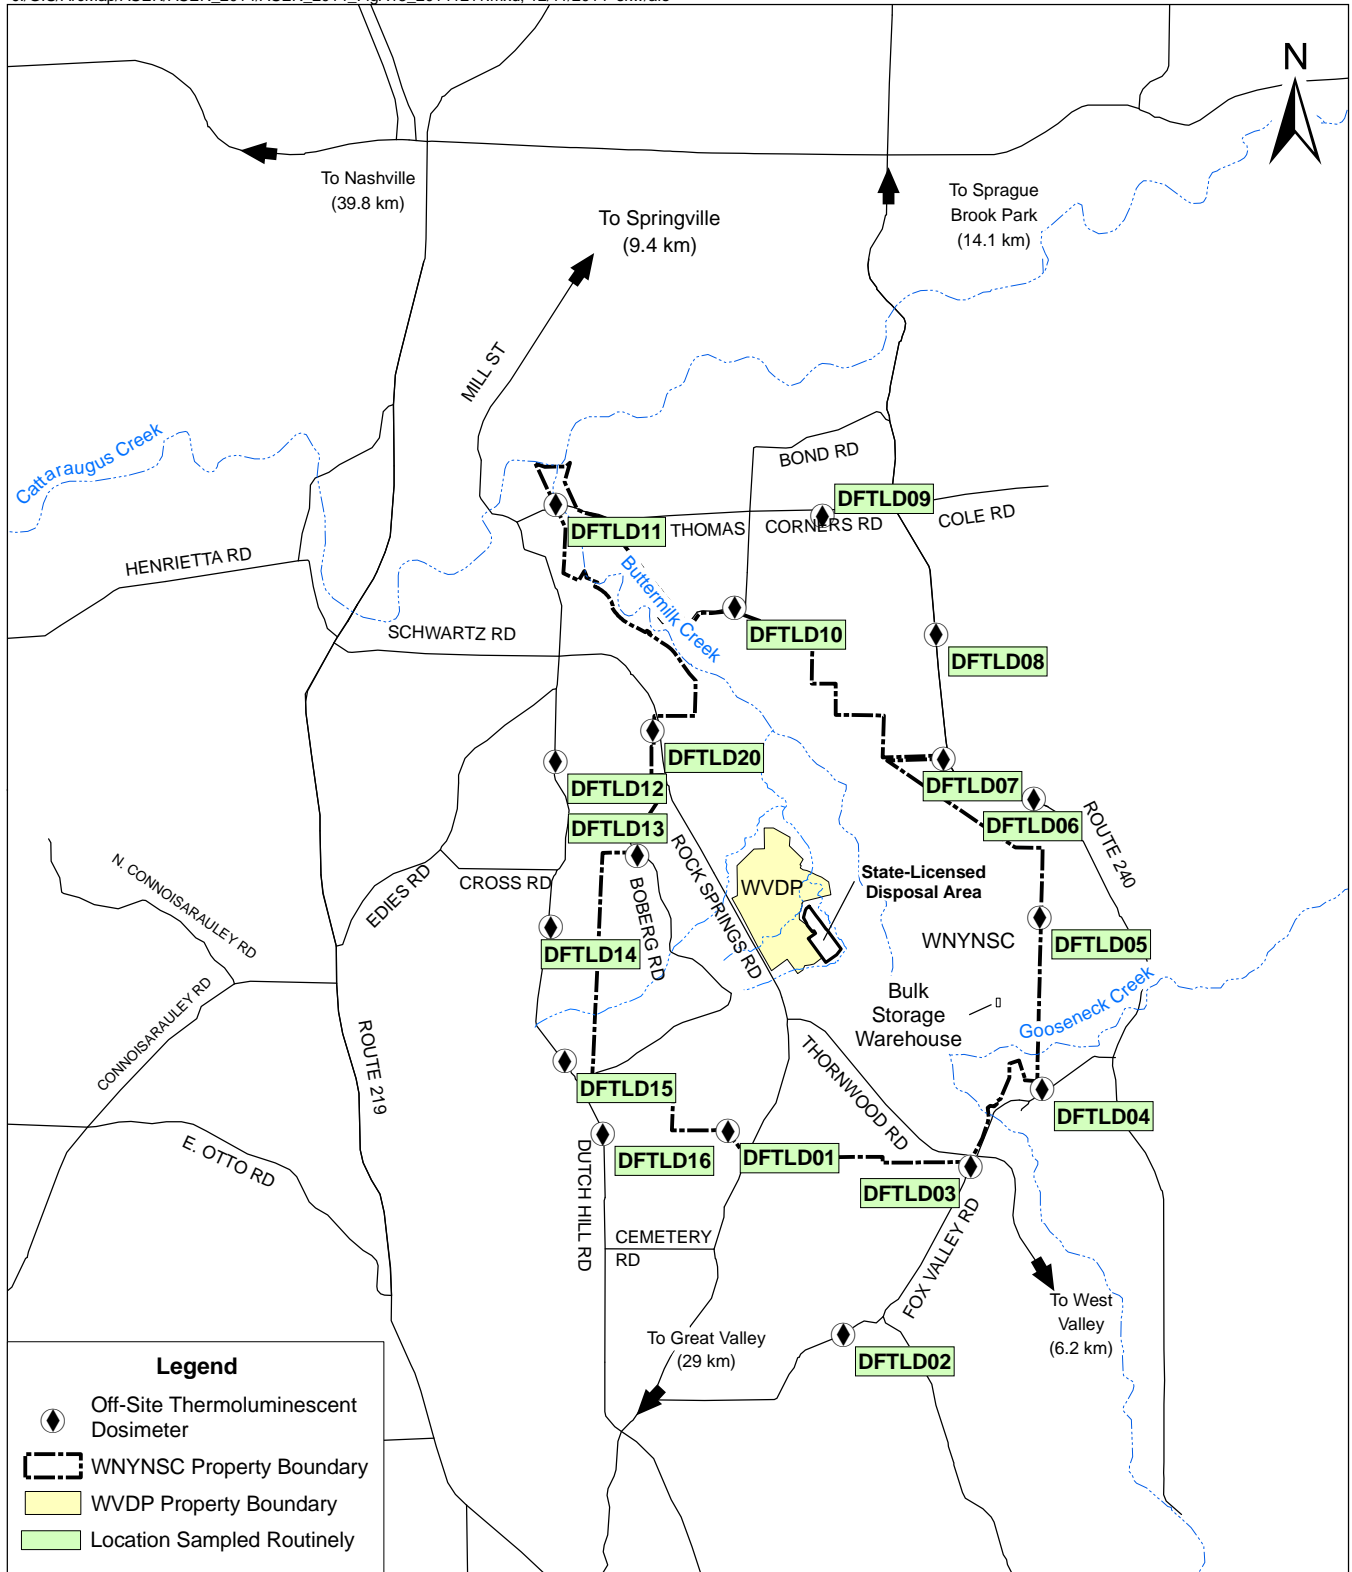 N
To Nashville
(39.8 km)
To Springville
(9.4 km)
To Sprague
Brook Park
(14.1 km)
MILL ST
Cattaraugus Creek
BOND RD
DFTLD09
COLE RD
DFTLD11
THOMAS CORNERS RD
HENRIETTA RD
Buttermilk Creek
SCHWARTZ RD
DFTLD10
DFTLD08
DFTLD20
DFTLD12
DFTLD07
DFTLD13
DFTLD06
ROUTE 240
ROCK SPRINGS RD
N. CONNOISARAULEY RD
EDIES RD
CROSS RD
BOBERG RD
WVDP
State-Licensed
Disposal Area
WNYNSC
DFTLD05
DFTLD14
CONNOISARAULEY RD
Bulk
Storage
Warehouse
Gooseneck Creek
ROUTE 219
THORNWOOD RD
DFTLD15
DFTLD04
E. OTTO RD
DUTCH HILL RD
DFTLD16
DFTLD01
DFTLD03
CEMETERY
RD
FOX VALLEY RD
To West
Valley
(6.2 km)
To Great Valley
(29 km)
DFTLD02
Legend
Off-Site Thermoluminescent
Dosimeter
WNYNSC Property Boundary
WVDP Property Boundary
Location Sampled Routinely